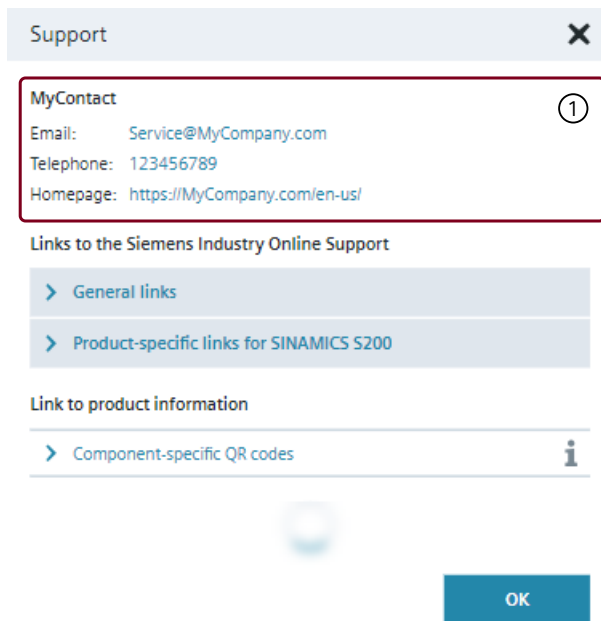 Support
MyContact
1
Email: Service@MyCompany.com
Telephone: 123456789
Homepage: https://MyCompany.com/en-us/
Links to the Siemens Industry Online Support
General links
Product-specific links for SINAMICS S200
Link to product information
Component-specific QR codes
OK